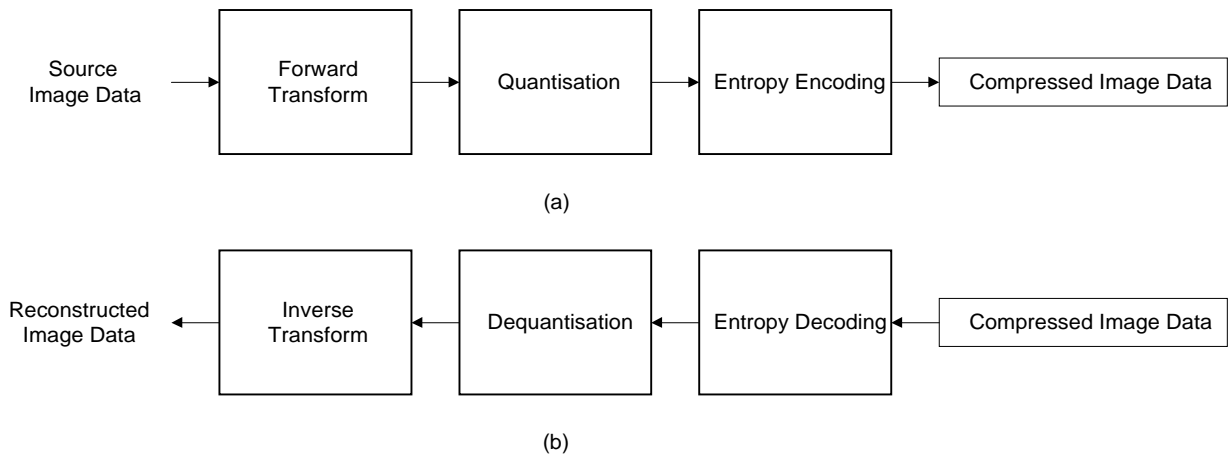 Source
Image Data
Forward
Transform
Quantisation
Entropy Encoding
Compressed Image Data
(a)
Reconstructed
Image Data
Inverse
Transform
Dequantisation
Entropy Decoding
Compressed Image Data
(b)